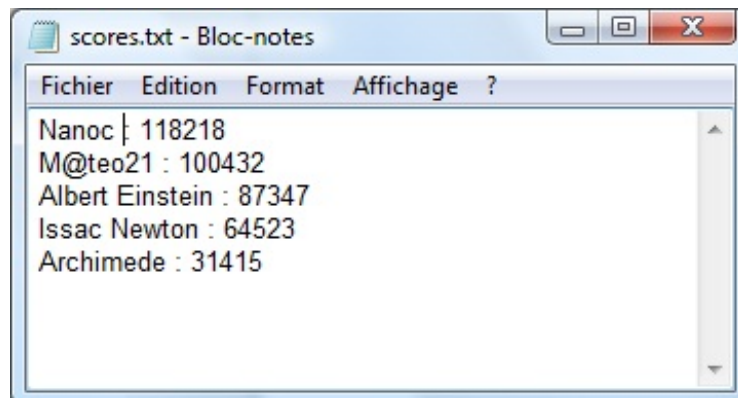 scores.txt - Bloc-notes
Fichier Edition Format Affichage ?
Nanoc : 118218
M@teo21 : 100432
Albert Einstein : 87347
Issac Newton : 64523
Archimede : 31415